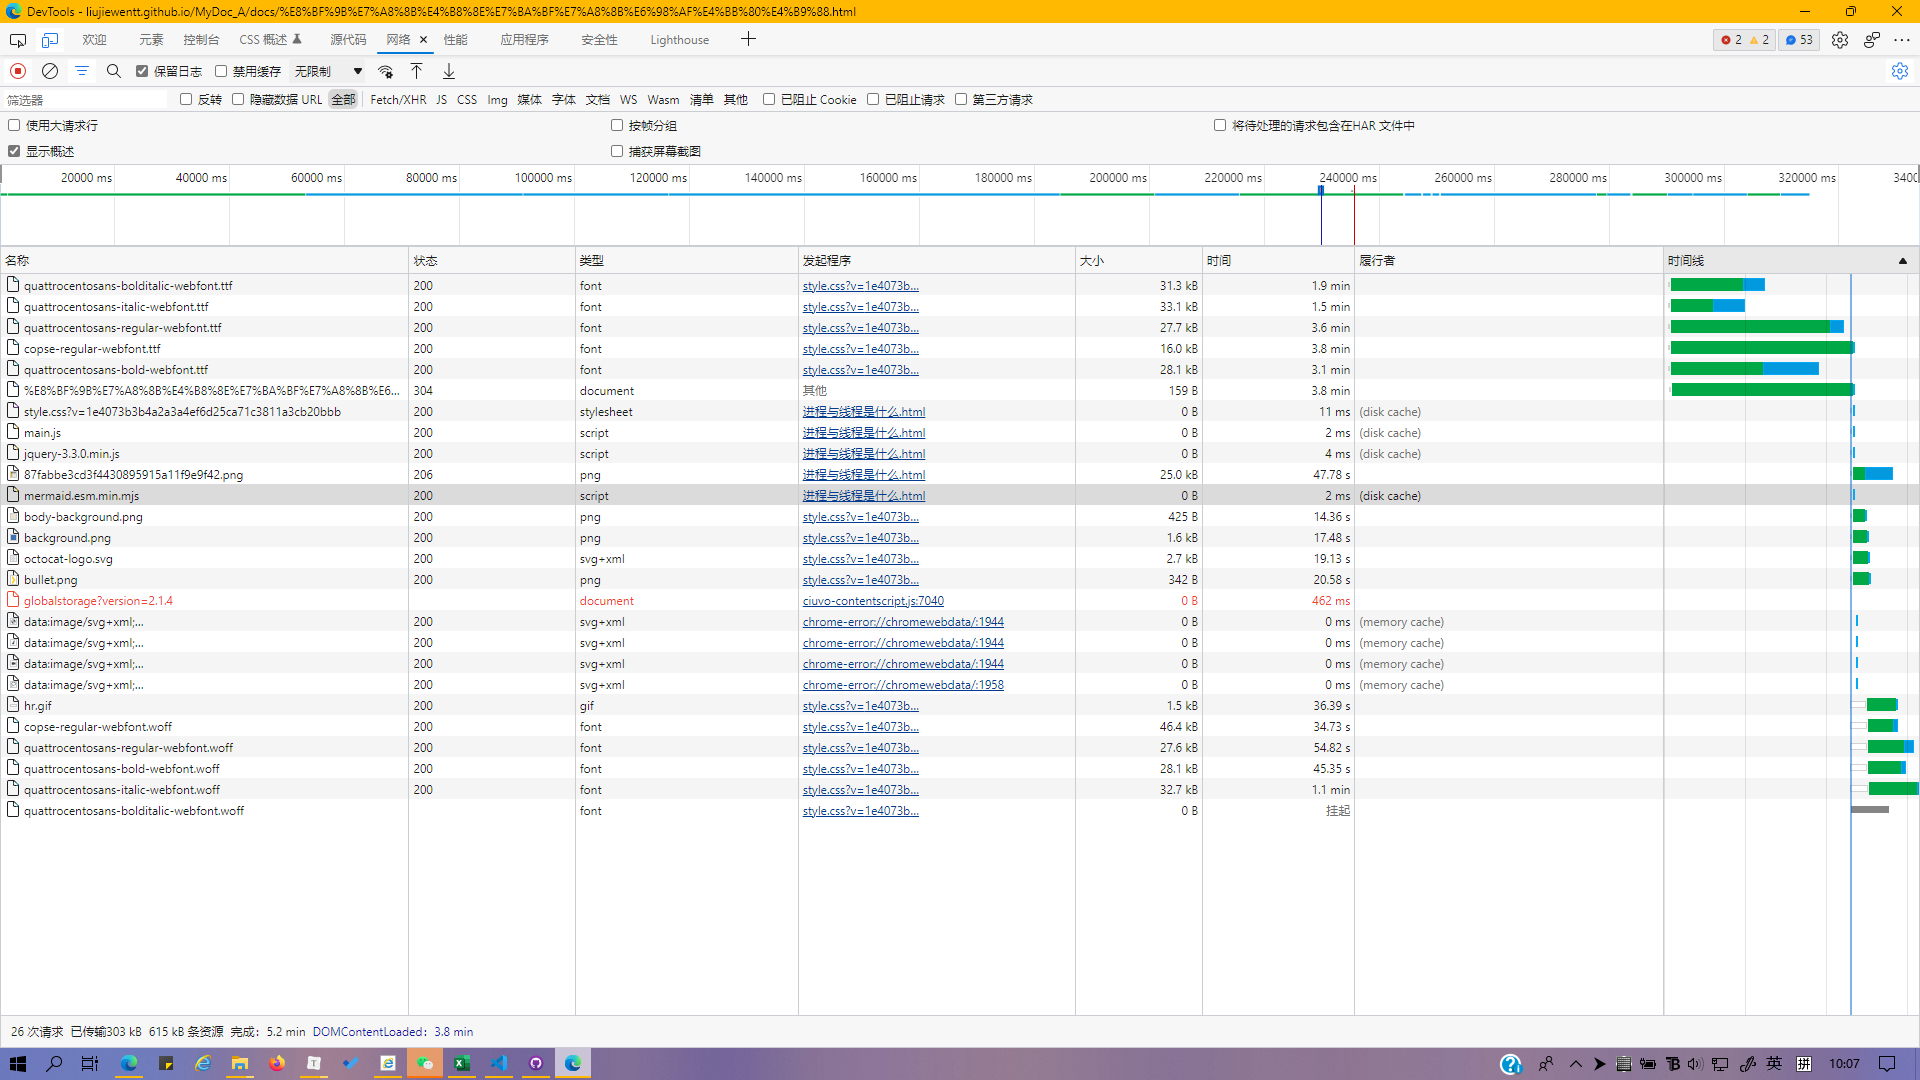 DevTools - liujiewentt.github.io/MyDoc_A/docs/%E8%BF%9B%E7%A8%8B%E4%B8%8E%E7%BA%BF%E7%A8%8B%E6%98%AF%E4%BB%80%E4%B9%88.html
欢迎 元素 控制台 CSS 概述 源代码 网络 性能 应用程序 安全性 Lighthouse 2 2 53
保留日志 禁用缓存 无限制
筛选器 反转 隐藏数据 URL 全部 Fetch/XHR JS CSS Img 媒体 字体 文档 WS Wasm 清单 其他 已阻止 Cookie 已阻止请求 第三方请求
使用大请求行 按帧分组 将待处理的请求包含在HAR 文件中
显示概述 捕获屏幕截图
20000 ms 40000 ms 60000 ms 80000 ms 100000 ms 120000 ms 140000 ms 160000 ms 180000 ms 200000 ms 220000 ms 240000 ms 260000 ms 280000 ms 300000 ms 320000 ms 3400
名称 状态 类型 发起程序 大小 时间 履行者 时间线
quattrocentosans-bolditalic-webfont.ttf 200 font style.css?v=1e4073b... 31.3 kB 1.9 min
quattrocentosans-italic-webfont.ttf 200 font style.css?v=1e4073b... 33.1 kB 1.5 min
quattrocentosans-regular-webfont.ttf 200 font style.css?v=1e4073b... 27.7 kB 3.6 min
copse-regular-webfont.ttf 200 font style.css?v=1e4073b... 16.0 kB 3.8 min
quattrocentosans-bold-webfont.ttf 200 font style.css?v=1e4073b... 28.1 kB 3.1 min
%E8%BF%9B%E7%A8%8B%E4%B8%8E%E7%BA%BF%E7%A8%8B%E6... 304 document 其他 159 B 3.8 min
style.css?v=1e4073b3b4a2a3a4ef6d25ca71c3811a3cb20bbb 200 stylesheet 进程与线程是什么.html 0 B 11 ms (disk cache)
main.js 200 script 进程与线程是什么.html 0 B 2 ms (disk cache)
jquery-3.3.0.min.js 200 script 进程与线程是什么.html 0 B 4 ms (disk cache)
87fabbe3cd3f4430895915a11f9e9f42.png 206 png 进程与线程是什么.html 25.0 kB 47.78 s
mermaid.esm.min.mjs 200 script 进程与线程是什么.html 0 B 2 ms (disk cache)
body-background.png 200 png style.css?v=1e4073b... 425 B 14.36 s
background.png 200 png style.css?v=1e4073b... 1.6 kB 17.48 s
octocat-logo.svg 200 svg+xml style.css?v=1e4073b... 2.7 kB 19.13 s
bullet.png 200 png style.css?v=1e4073b... 342 B 20.58 s
globalstorage?version=2.1.4 document ciuvo-contentscript.js:7040 0 B 462 ms
data:image/svg+xml;... 200 svg+xml chrome-error://chromewebdata/:1944 0 B 0 ms (memory cache)
data:image/svg+xml;... 200 svg+xml chrome-error://chromewebdata/:1944 0 B 0 ms (memory cache)
data:image/svg+xml;... 200 svg+xml chrome-error://chromewebdata/:1944 0 B 0 ms (memory cache)
data:image/svg+xml;... 200 svg+xml chrome-error://chromewebdata/:1958 0 B 0 ms (memory cache)
hr.gif 200 gif style.css?v=1e4073b... 1.5 kB 36.39 s
copse-regular-webfont.woff 200 font style.css?v=1e4073b... 46.4 kB 34.73 s
quattrocentosans-regular-webfont.woff 200 font style.css?v=1e4073b... 27.6 kB 54.82 s
quattrocentosans-bold-webfont.woff 200 font style.css?v=1e4073b... 28.1 kB 45.35 s
quattrocentosans-italic-webfont.woff 200 font style.css?v=1e4073b... 32.7 kB 1.1 min
quattrocentosans-bolditalic-webfont.woff font style.css?v=1e4073b... 0 B 挂起
26 次请求 已传输303 kB 615 kB 条资源 完成: 5.2 min DOMContentLoaded: 3.8 min
英 拼 10:07